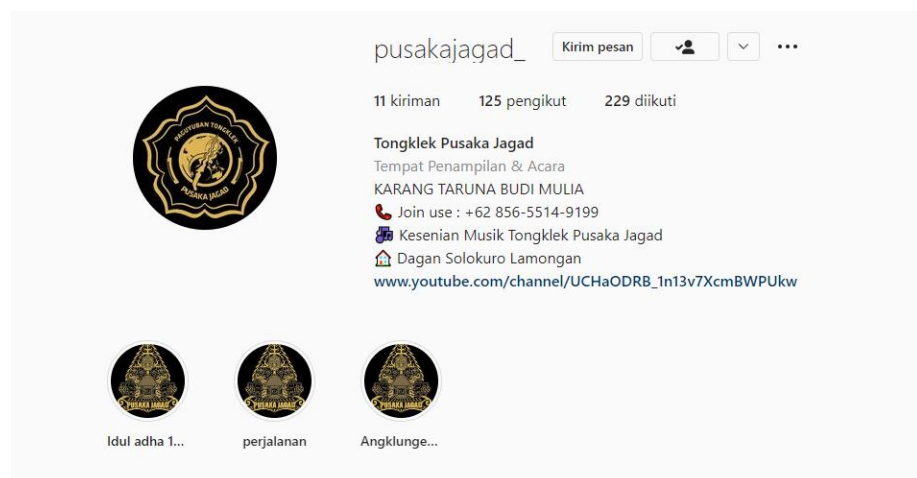 pusakajagad_ Kirim pesan
11 kiriman 125 pengikut 229 diikuti
PAGUYUBAN TONGKLEK
PUSAKA JAGAD
Tongklek Pusaka Jagad
Tempat Penampilan & Acara
KARANG TARUNA BUDI MULIA
Join use : +62 856-5514-9199
Kesenian Musik Tongklek Pusaka Jagad
Dagan Solokuro Lamongan
www.youtube.com/channel/UCHaODRB_1n13v7XcmBWPUkw
PUSAKA JAGAD
PUSAKA JAGAD
PUSAKA JAGAD
Idul adha 1... perjalanan Angklunge...